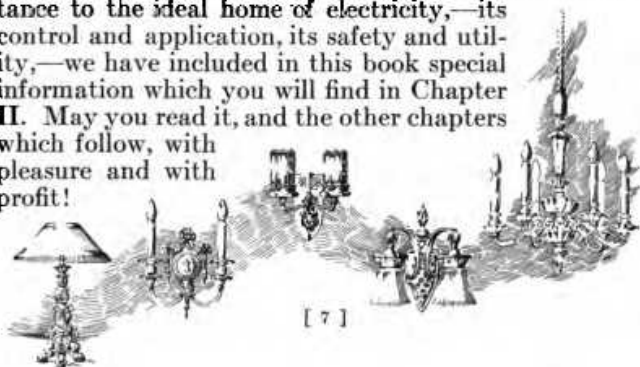 tance to the ideal home of electricity,—its
control and application, its safety and util-
ity,—we have included in this book special
information which you will find in Chapter
II. May you read it, and the other chapters
which follow, with
pleasure and with
profit!
[ 7 ]